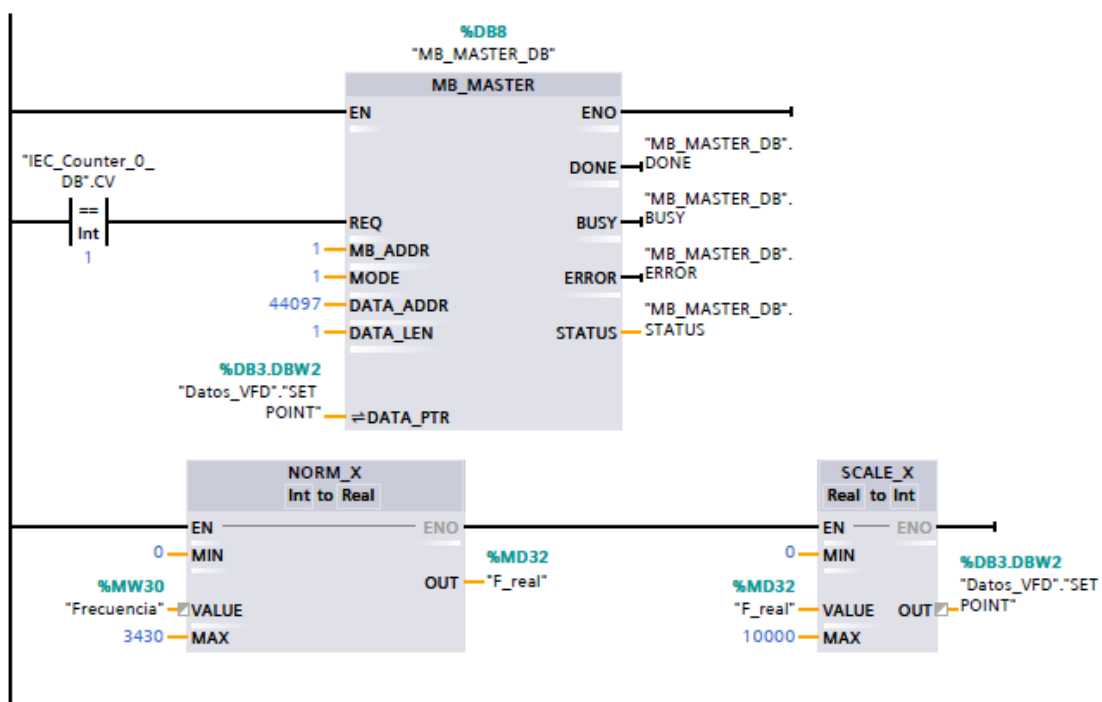 %DB8
"MB_MASTER_DB"
MB_MASTER
EN
ENO
"IEC_Counter_0_
DB".CV
==
Int
1
REQ
1
MB_ADDR
1
MODE
44097
DATA_ADDR
1
DATA_LEN
%DB3.DBW2
"Datos_VFD"."SET
POINT"
⇌DATA_PTR
DONE
"MB_MASTER_DB".
DONE
BUSY
"MB_MASTER_DB".
BUSY
ERROR
"MB_MASTER_DB".
ERROR
STATUS
"MB_MASTER_DB".
STATUS
NORM_X
Int to Real
EN
ENO
0
MIN
%MW30
"Frecuencia"
VALUE
3430
MAX
OUT
%MD32
"F_real"
SCALE_X
Real to Int
EN
ENO
0
MIN
%MD32
"F_real"
VALUE
10000
MAX
OUT
%DB3.DBW2
"Datos_VFD"."SET
POINT"